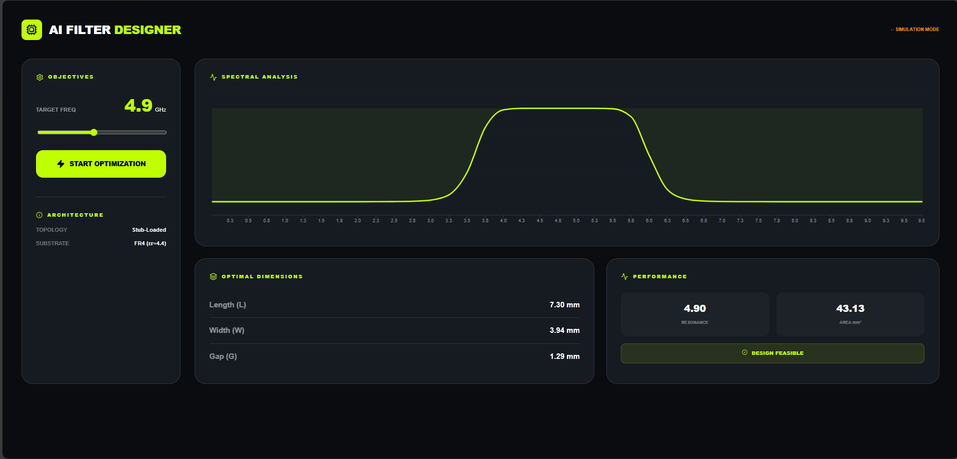 AI FILTER DESIGNER
SIMULATION MODE
OBJECTIVES
TARGET FREQ 4.9 GHz
START OPTIMIZATION
ARCHITECTURE
TOPOLOGY Stub-Loaded
SUBSTRATE FR4 (εr=4.4)
SPECTRAL ANALYSIS
0.3 0.5 0.8 1.0 1.3 1.5 1.8 2.0 2.3 2.5 2.8 3.0 3.3 3.5 3.8 4.0 4.3 4.5 4.8 5.0 5.3 5.5 5.8 6.0 6.3 6.5 6.8 7.0 7.3 7.5 7.8 8.0 8.3 8.5 8.8 9.0 9.3 9.5
OPTIMAL DIMENSIONS
Length (L) 7.30 mm
Width (W) 3.94 mm
Gap (G) 1.29 mm
PERFORMANCE
4.90
RESONANCE
43.13
AREA mm²
DESIGN FEASIBLE